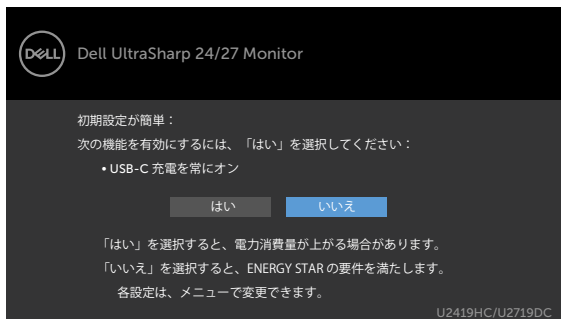 DELL
Dell UltraSharp 24/27 Monitor
初期設定が簡単：
次の機能を有効にするには、「はい」を選択してください：
• USB-C 充電を常にオン
はい
いいえ
「はい」を選択すると、電力消費量が上がる場合があります。
「いいえ」を選択すると、ENERGY STAR の要件を満たします。
各設定は、メニューで変更できます。
U2419HC/U2719DC